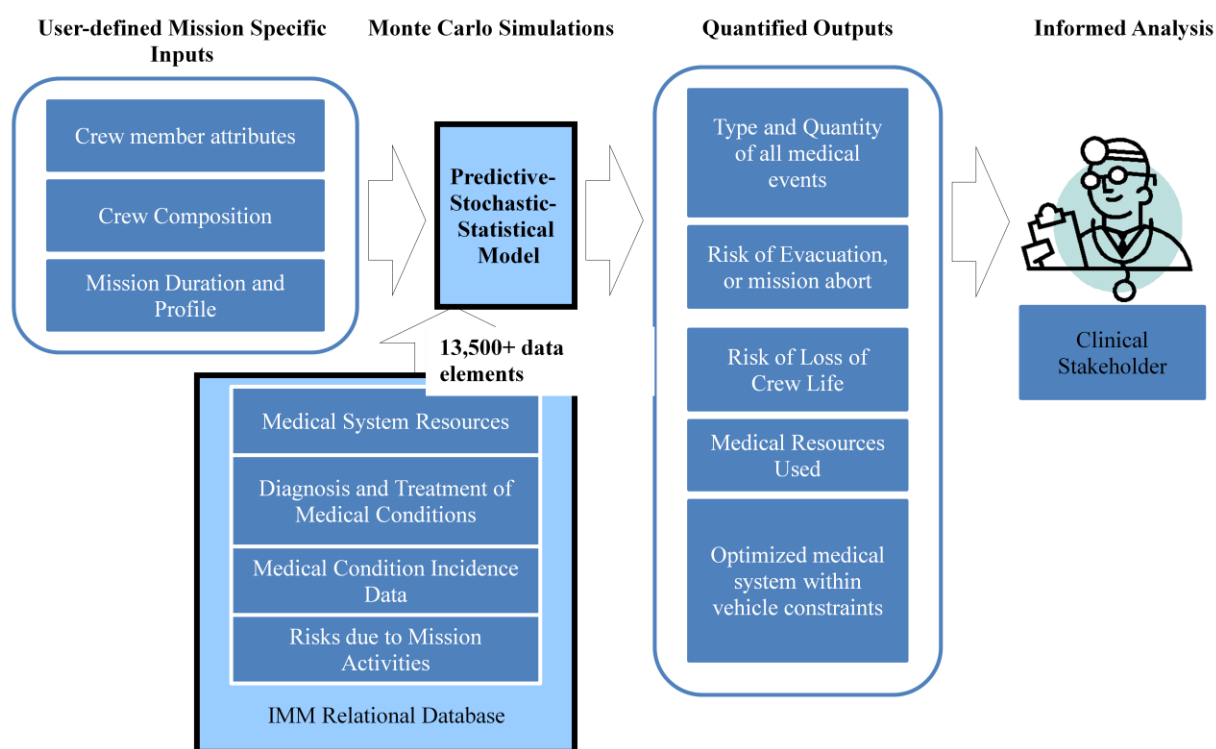 User-defined Mission Specific
Inputs
Crew member attributes
Crew Composition
Mission Duration and
Profile
Monte Carlo Simulations
Predictive-
Stochastic-
Statistical
Model
13,500+ data
elements
Medical System Resources
Diagnosis and Treatment of
Medical Conditions
Medical Condition Incidence
Data
Risks due to Mission
Activities
IMM Relational Database
Quantified Outputs
Type and Quantity
of all medical
events
Risk of Evacuation,
or mission abort
Risk of Loss of
Crew Life
Medical Resources
Used
Optimized medical
system within
vehicle constraints
Informed Analysis
Clinical
Stakeholder